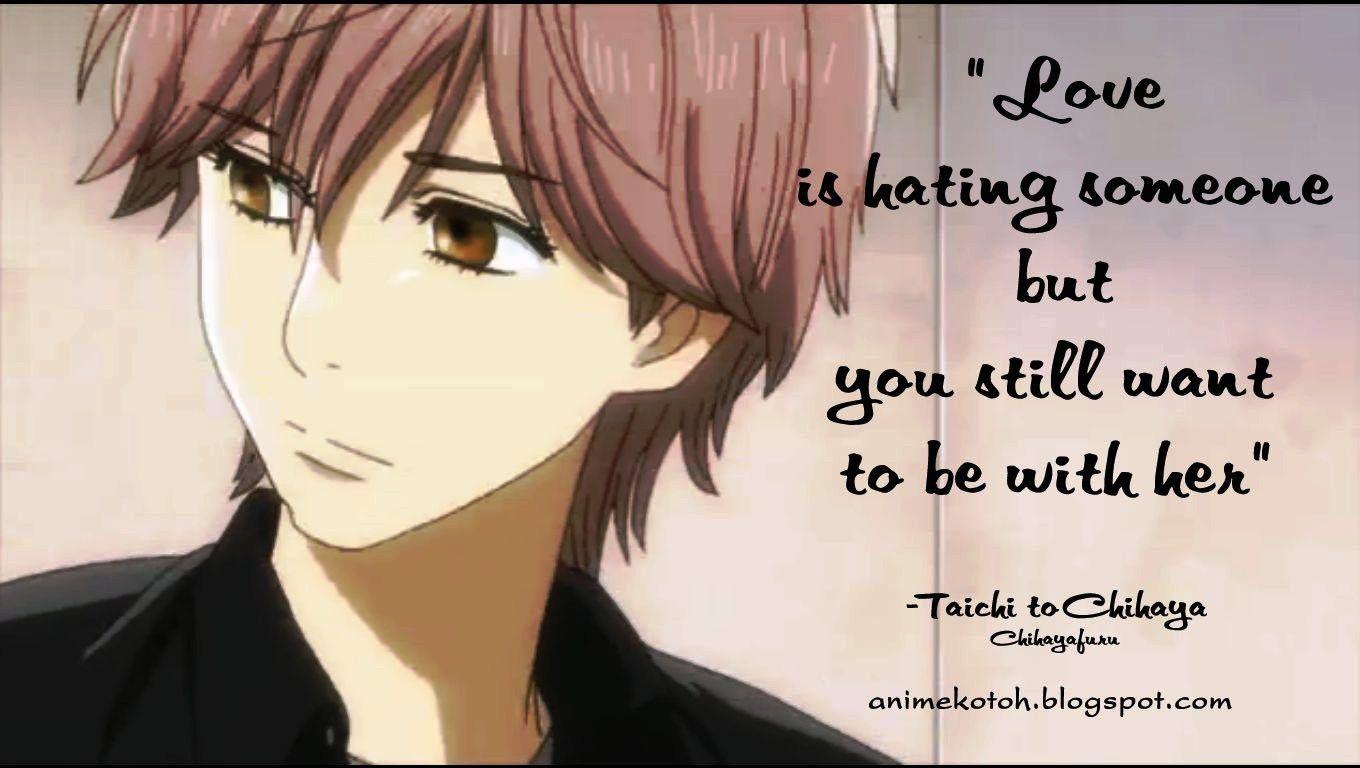 " Love
is hating someone
but
you still want
to be with her"
-Taichi to Chihaya
Chihayafuru
animekotoh.blogspot.com